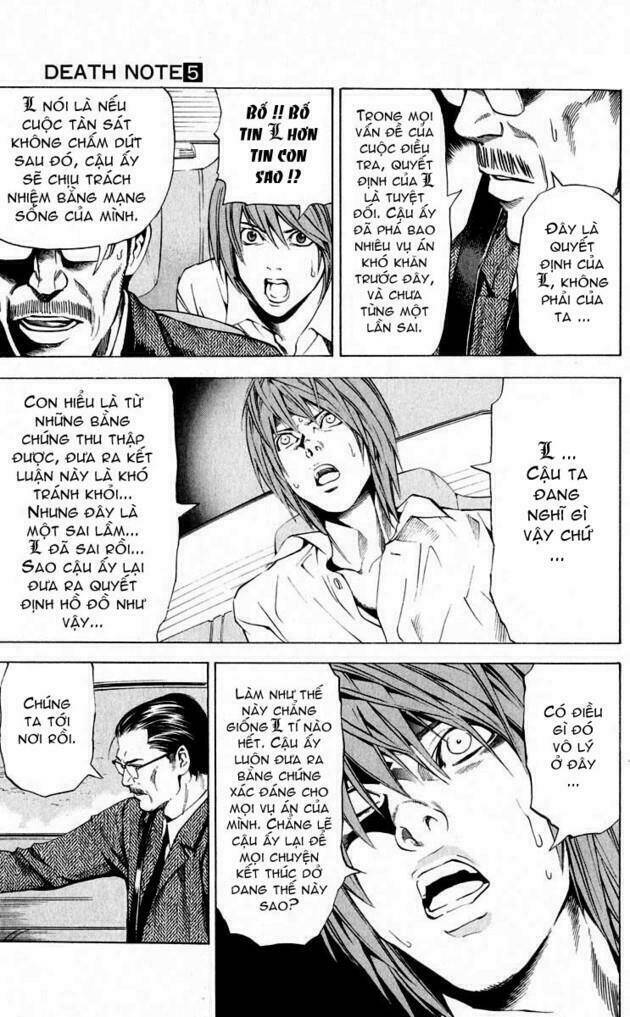 DEATH NOTE 5
ĐÂY LÀ
QUYẾT
ĐỊNH CỦA
L, KHÔNG
PHẢI CỦA
TA ...
TRONG MỌI
VẤN ĐỀ CỦA
CUỘC ĐIỀU
TRA, QUYẾT
ĐỊNH CỦA L
LÀ TUYỆT
ĐỐI. CẬU ẤY
ĐÃ PHÁ BAO
NHIÊU VỤ ÁN
KHÓ KHĂN
TRƯỚC ĐÂY,
VÀ CHƯA
TỪNG MỘT
LẦN SAI.
BỐ !! BỐ
TIN L HƠN
TIN CON
SAO !?
L NÓI LÀ NẾU
CUỘC TÀN SÁT
KHÔNG CHẤM DỨT
SAU ĐÓ, CẬU ẤY
SẼ CHỊU TRÁCH
NHIỆM BẰNG MẠNG
SỐNG CỦA MÌNH.
L ...
CẬU TA
ĐANG
NGHĨ GÌ
VẬY CHỨ
...
CON HIỂU LÀ TỪ
NHỮNG BẰNG
CHỨNG THU THẬP
ĐƯỢC, ĐƯA RA KẾT
LUẬN NÀY LÀ KHÓ
TRÁNH KHỎI...
NHƯNG ĐÂY LÀ
MỘT SAI LẦM...
L ĐÃ SAI RỒI...
SAO CẬU ẤY LẠI
ĐƯA RA QUYẾT
ĐỊNH HỒ ĐỒ NHƯ
VẬY...
CÓ ĐIỀU
GÌ ĐÓ
VÔ LÝ
Ở ĐÂY
...
LÀM NHƯ THẾ
NÀY CHẲNG
GIỐNG L TÍ NÀO
HẾT. CẬU ẤY
LUÔN ĐƯA RA
BẰNG CHỨNG
XÁC ĐÁNG CHO
MỌI VỤ ÁN CỦA
MÌNH. CHẲNG LẼ
CẬU ẤY LẠI ĐỂ
MỌI CHUYỆN
KẾT THÚC DỞ
DANG THẾ NÀY
SAO?
CHÚNG
TA TỚI
NƠI RỒI.